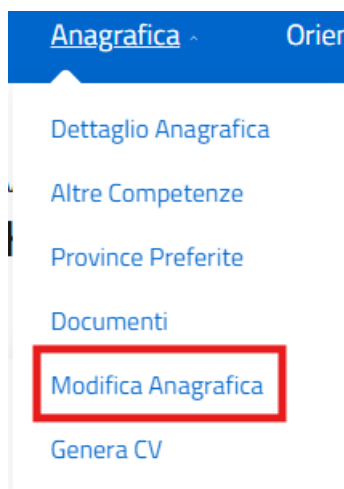 Anagrafica
Dettaglio Anagrafica
Altre Competenze
Province Preferite
Documenti
Modifica Anagrafica
Genera CV